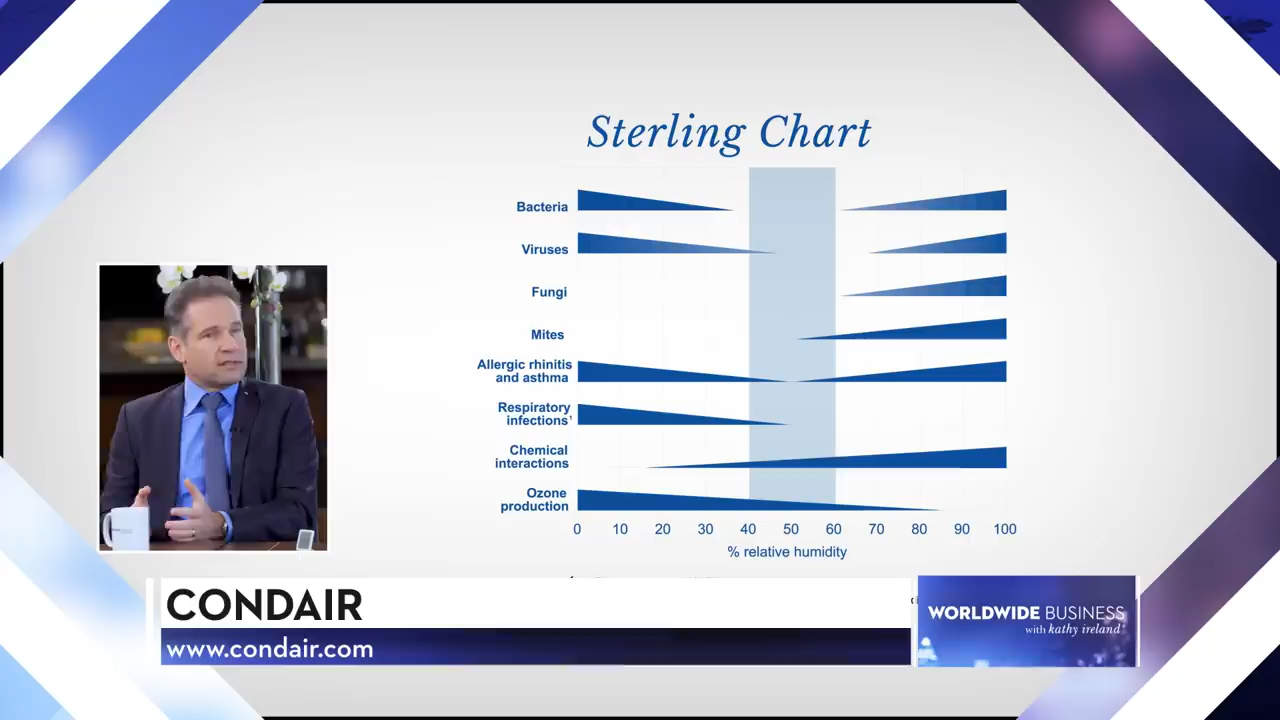 Sterling Chart
Bacteria
Viruses
Fungi
Mites
Allergic rhinitis
and asthma
Respiratory
infections¹
Chemical
interactions
Ozone
production
0 10 20 30 40 50 60 70 80 90 100
% relative humidity
CONDAIR
www.condair.com
WORLDWIDE BUSINESS
with kathy ireland